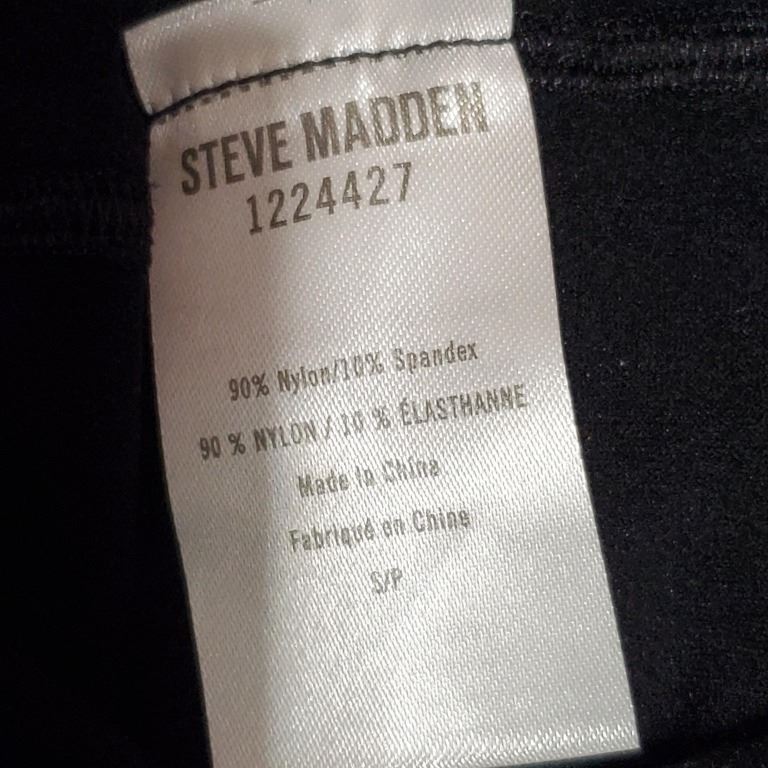 STEVE MADDEN
1224427
90% Nylon/10% Spandex
90 % NYLON / 10 % ÉLASTHANNE
Made In China
Fabriqué en Chine
S/P